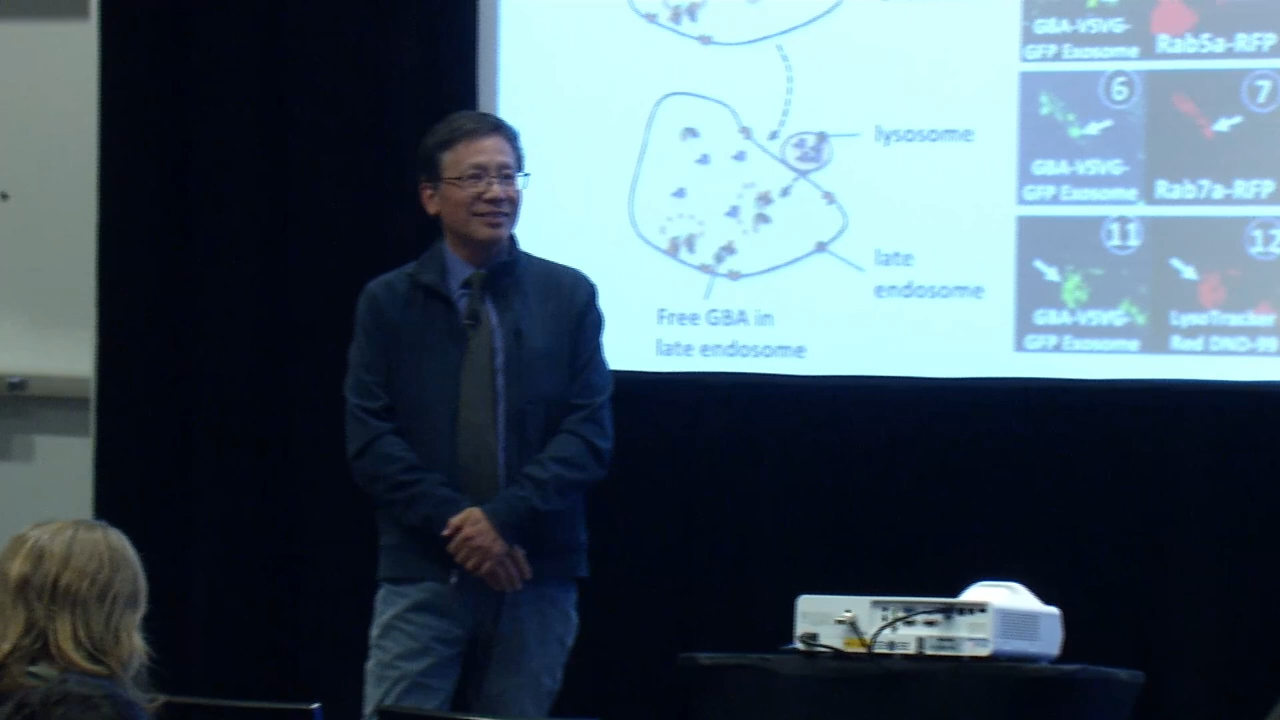 GBA-VSVG-
GFP Exosome
Rab5a-RFP
6
7
lysosome
GBA-VSVG-
GFP Exosome
Rab7a-RFP
11
12
late
endosome
GBA-VSVG-
GFP Exosome
LysoTracker
Red DND-99
Free GBA in
late endosome